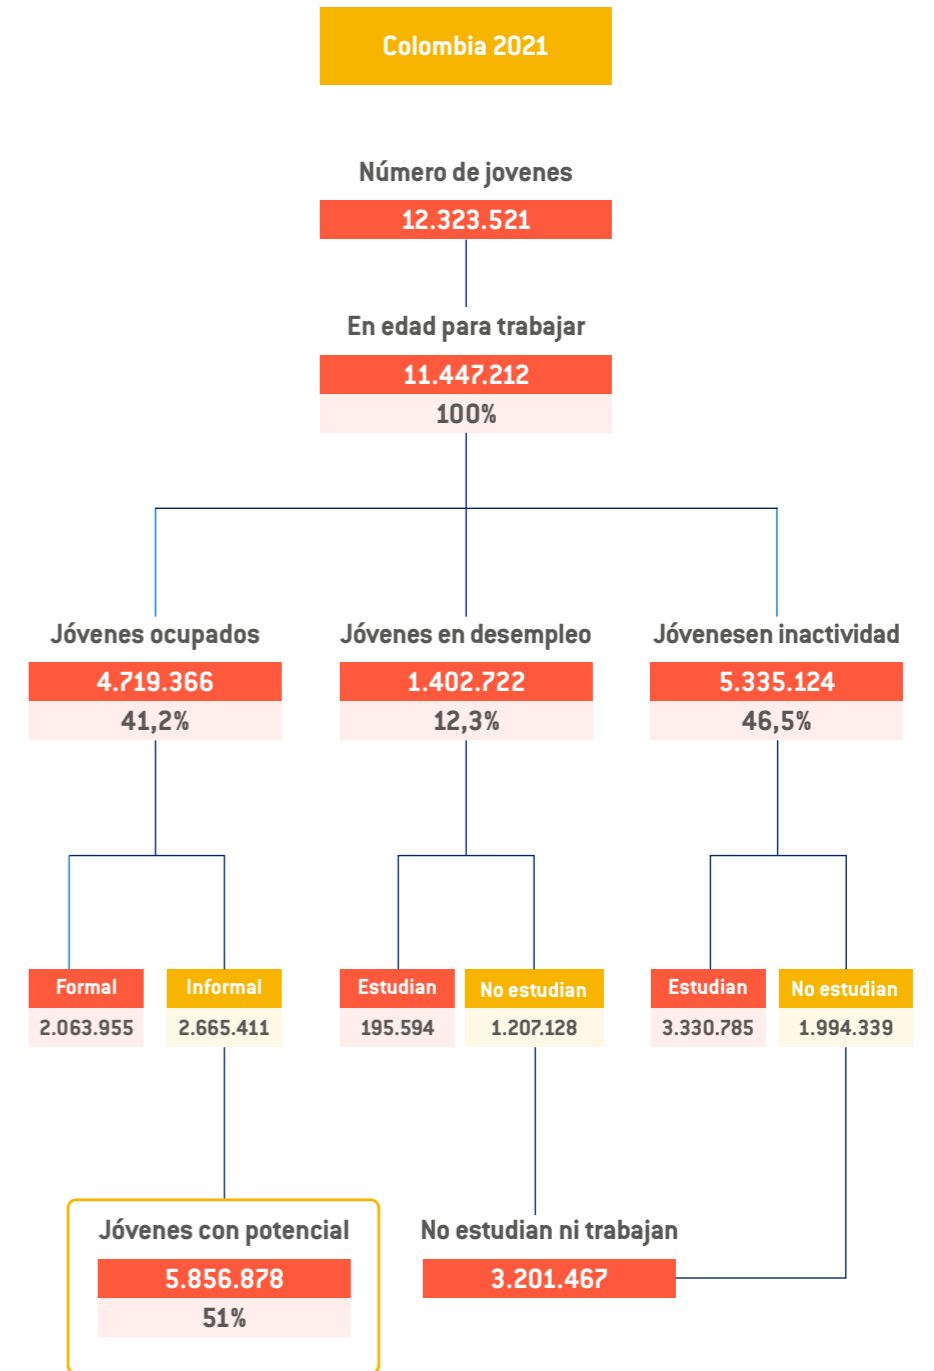 Colombia 2021
Número de jovenes
12.323.521
En edad para trabajar
11.447.212
100%
Jóvenes ocupados
4.719.366
41,2%
Jóvenes en desempleo
1.402.722
12,3%
Jóvenesen inactividad
5.335.124
46,5%
Formal
2.063.955
Informal
2.665.411
Estudian
195.594
No estudian
1.207.128
Estudian
3.330.785
No estudian
1.994.339
Jóvenes con potencial
5.856.878
51%
No estudian ni trabajan
3.201.467